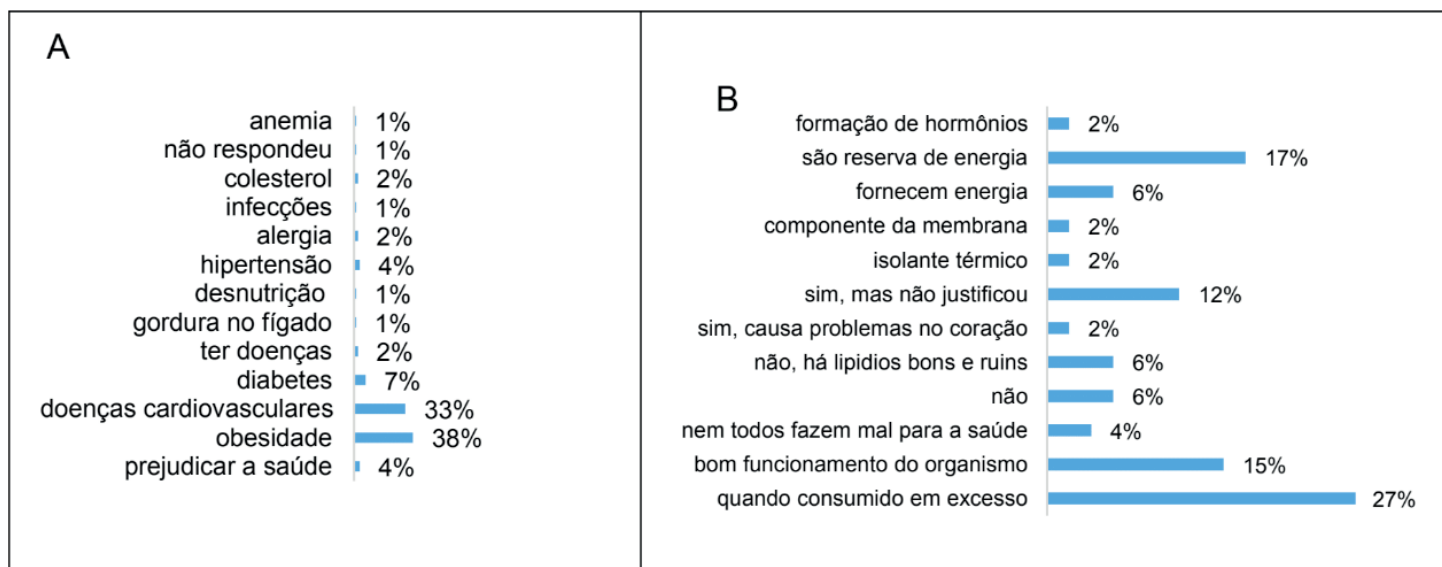 A
anemia 1%
não respondeu 1%
colesterol 2%
infecções 1%
alergia 2%
hipertensão 4%
desnutrição 1%
gordura no fígado 1%
ter doenças 2%
diabetes 7%
doenças cardiovasculares 33%
obesidade 38%
prejudicar a saúde 4%
B
formação de hormônios 2%
são reserva de energia 17%
fornecem energia 6%
componente da membrana 2%
isolante térmico 2%
sim, mas não justificou 12%
sim, causa problemas no coração 2%
não, há lipidios bons e ruins 6%
não 6%
nem todos fazem mal para a saúde 4%
bom funcionamento do organismo 15%
quando consumido em excesso 27%